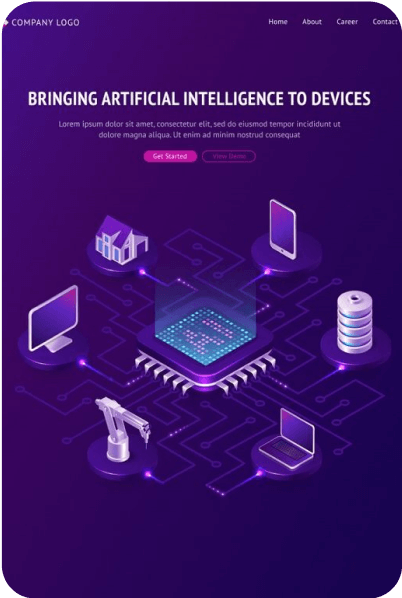 COMPANY LOGO
Home About Career Contact
BRINGING ARTIFICIAL INTELLIGENCE TO DEVICES
Lorem ipsum dolor sit amet, consectetur elit, sed do eiusmod tempor incididunt ut
dolore magna aliqua. Ut enim ad minim nostrud consequat
Get Started View Demo
AI